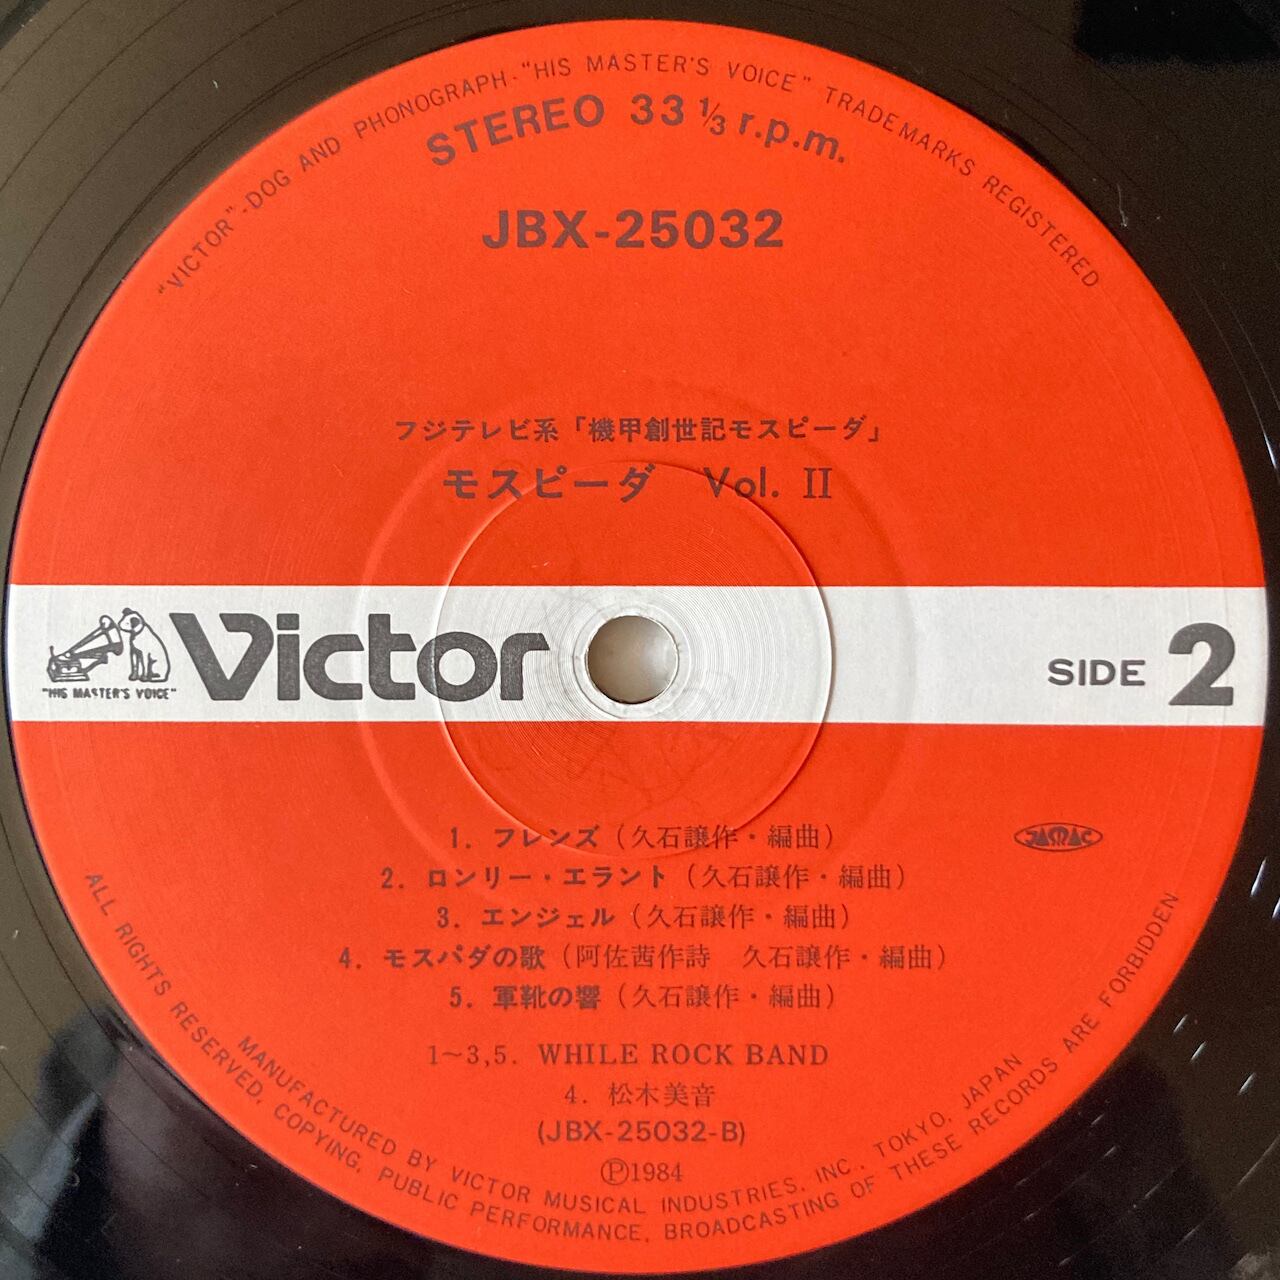 "VICTOR"-DOG AND PHONOGRAPH-"HIS MASTER'S VOICE" TRADEMARKS REGISTERED
STEREO 33 ⅓ r.p.m.
JBX-25032
フジテレビ系「機甲創世記モスピーダ」
モスピーダ Vol. II
"HIS MASTER'S VOICE"
Victor
SIDE 2
1. フレンズ（久石譲作・編曲）
JASRAC
2. ロンリー・エラント（久石譲作・編曲）
3. エンジェル（久石譲作・編曲）
4. モスパダの歌（阿佐茜作詩 久石譲作・編曲）
5. 軍靴の響（久石譲作・編曲）
1～3,5. WHILE ROCK BAND
4. 松木美音
(JBX-25032-B)
Ⓟ1984
MANUFACTURED BY VICTOR MUSICAL INDUSTRIES, INC., TOKYO, JAPAN
ALL RIGHTS RESERVED, COPYING, PUBLIC PERFORMANCE, BROADCASTING OF THESE RECORDS ARE FORBIDDEN